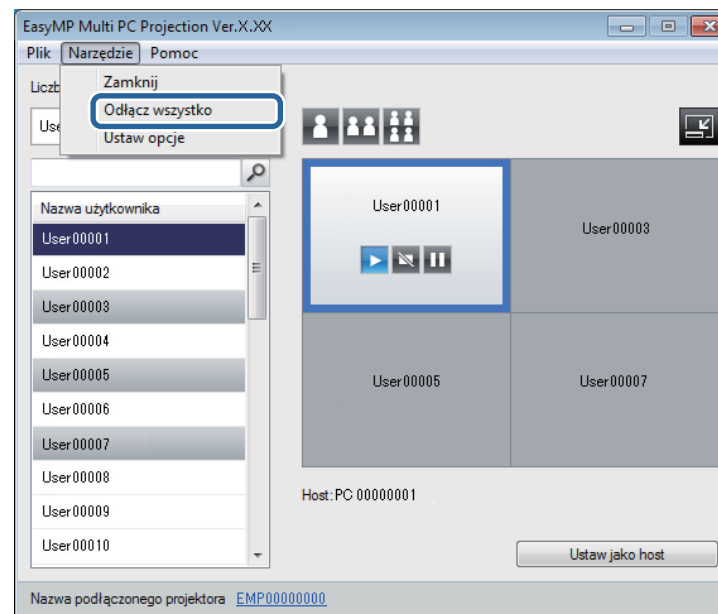 EasyMP Multi PC Projection Ver.X.XX
Plik Narzędzie Pomoc
Zamknij
Odłącz wszystko
Ustaw opcje
Liczb
Use
Nazwa użytkownika
User00001
User00002
User00003
User00004
User00005
User00006
User00007
User00008
User00009
User00010
User00001
User00003
User00005
User00007
Host:PC 00000001
Ustaw jako host
Nazwa podłączonego projektora EMP00000000